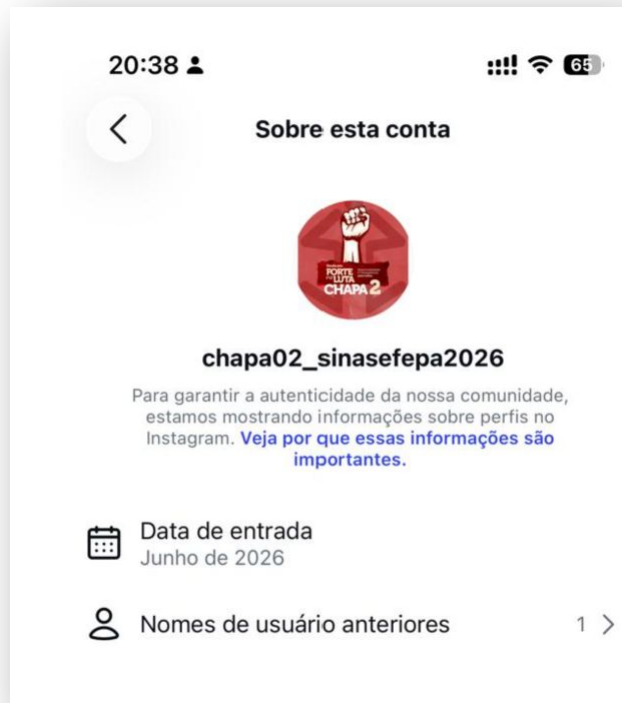 20:38
65
Sobre esta conta
FORTE
LUTA
CHAPA 2
chapa02_sinasefepa2026
Para garantir a autenticidade da nossa comunidade,
estamos mostrando informações sobre perfis no
Instagram. Veja por que essas informações são
importantes.
Data de entrada
Junho de 2026
Nomes de usuário anteriores 1